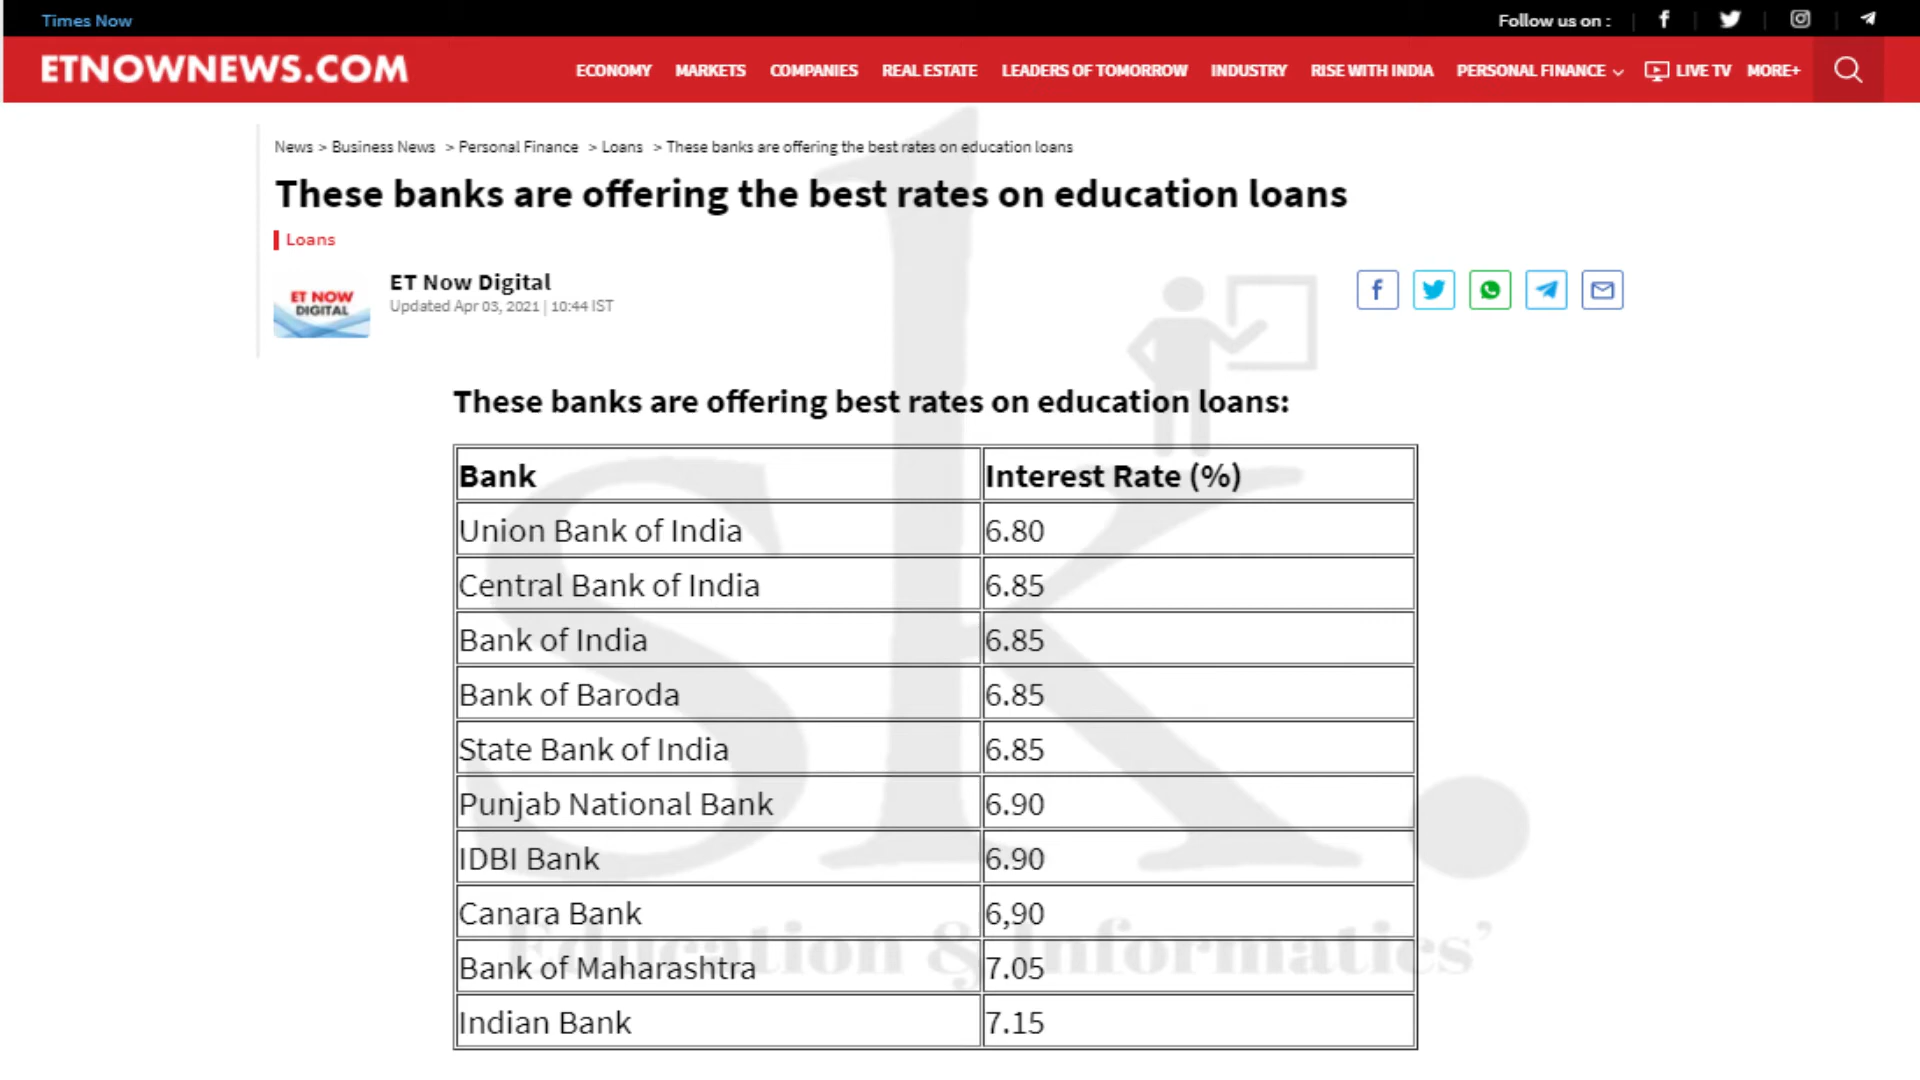 Times Now
Follow us on :
ETNOWNEWS.COM
ECONOMY MARKETS COMPANIES REAL ESTATE LEADERS OF TOMORROW INDUSTRY RISE WITH INDIA PERSONAL FINANCE LIVE TV MORE+
News > Business News > Personal Finance > Loans > These banks are offering the best rates on education loans
These banks are offering the best rates on education loans
Loans
ET NOW
DIGITAL
ET Now Digital
Updated Apr 03, 2021 | 10:44 IST
These banks are offering best rates on education loans:
Bank Interest Rate (%)
Union Bank of India 6.80
Central Bank of India 6.85
Bank of India 6.85
Bank of Baroda 6.85
State Bank of India 6.85
Punjab National Bank 6.90
IDBI Bank 6.90
Canara Bank 6,90
Bank of Maharashtra 7.05
Indian Bank 7.15
sk.
Education & Informatics'